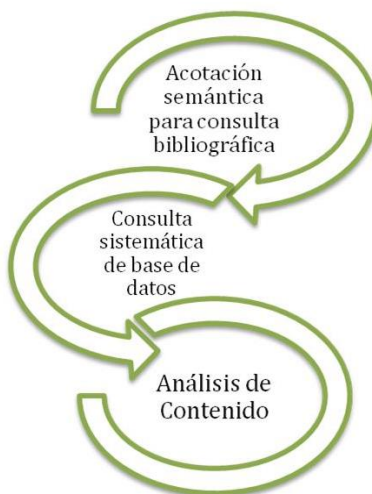 Acotación
semántica
para consulta
bibliográfica
Consulta
sistemática
de base de
datos
Análisis de
Contenido